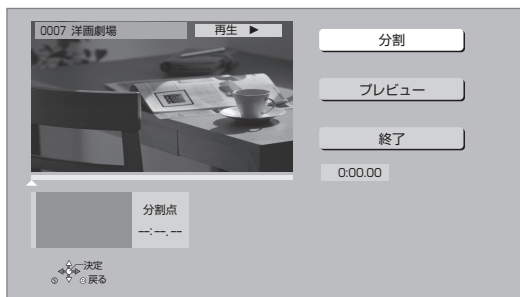 0007 洋画劇場
再生 ▶
分割
プレビュー
終了
0:00.00
分割点
--:--.--
決定
戻る